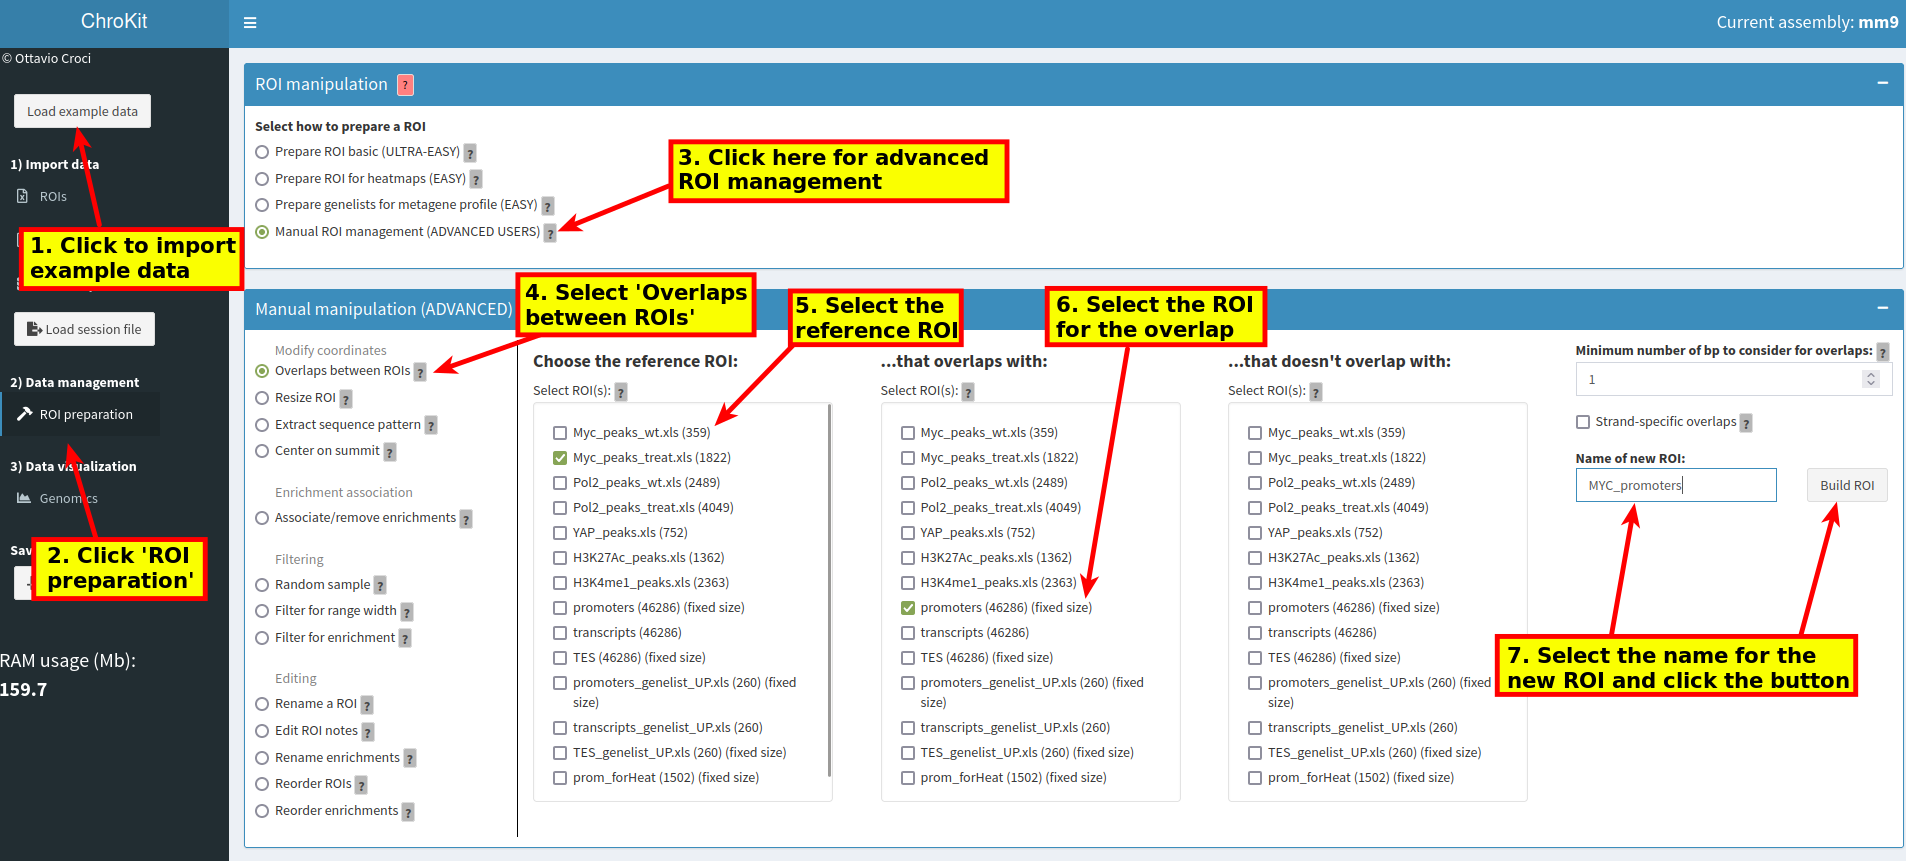 ChroKit
Current assembly: mm9
© Ottavio Croci
Load example data
1) Import data
ROIs
1. Click to import
example data
Load session file
2) Data management
ROI preparation
3) Data visualization
Genomics
Sav
2. Click 'ROI
preparation'
RAM usage (Mb):
159.7
ROI manipulation ?
Select how to prepare a ROI
Prepare ROI basic (ULTRA-EASY) ?
Prepare ROI for heatmaps (EASY) ?
Prepare genelists for metagene profile (EASY) ?
Manual ROI management (ADVANCED USERS) ?
3. Click here for advanced
ROI management
Manual manipulation (ADVANCED)
4. Select 'Overlaps
between ROIs'
5. Select the
reference ROI
6. Select the ROI
for the overlap
Modify coordinates
Overlaps between ROIs ?
Resize ROI ?
Extract sequence pattern ?
Center on summit ?
Enrichment association
Associate/remove enrichments ?
Filtering
Random sample ?
Filter for range width ?
Filter for enrichment ?
Editing
Rename a ROI ?
Edit ROI notes ?
Rename enrichments ?
Reorder ROIs ?
Reorder enrichments ?
Choose the reference ROI:
Select ROI(s): ?
Myc_peaks_wt.xls (359)
Myc_peaks_treat.xls (1822)
Pol2_peaks_wt.xls (2489)
Pol2_peaks_treat.xls (4049)
YAP_peaks.xls (752)
H3K27Ac_peaks.xls (1362)
H3K4me1_peaks.xls (2363)
promoters (46286) (fixed size)
transcripts (46286)
TES (46286) (fixed size)
promoters_genelist_UP.xls (260) (fixed
size)
transcripts_genelist_UP.xls (260)
TES_genelist_UP.xls (260) (fixed size)
prom_forHeat (1502) (fixed size)
...that overlaps with:
Select ROI(s): ?
Myc_peaks_wt.xls (359)
Myc_peaks_treat.xls (1822)
Pol2_peaks_wt.xls (2489)
Pol2_peaks_treat.xls (4049)
YAP_peaks.xls (752)
H3K27Ac_peaks.xls (1362)
H3K4me1_peaks.xls (2363)
promoters (46286) (fixed size)
transcripts (46286)
TES (46286) (fixed size)
promoters_genelist_UP.xls (260) (fixed
size)
transcripts_genelist_UP.xls (260)
TES_genelist_UP.xls (260) (fixed size)
prom_forHeat (1502) (fixed size)
...that doesn't overlap with:
Select ROI(s): ?
Myc_peaks_wt.xls (359)
Myc_peaks_treat.xls (1822)
Pol2_peaks_wt.xls (2489)
Pol2_peaks_treat.xls (4049)
YAP_peaks.xls (752)
H3K27Ac_peaks.xls (1362)
H3K4me1_peaks.xls (2363)
promoters (46286) (fixed size)
transcripts (46286)
TES (46286) (fixed size)
promoters_genelist_UP.xls (260) (fixed
size)
transcripts_genelist_UP.xls (260)
TES_genelist_UP.xls (260) (fixed size)
prom_forHeat (1502) (fixed size)
Minimum number of bp to consider for overlaps: ?
1
Strand-specific overlaps ?
Name of new ROI:
MYC_promoters
Build ROI
7. Select the name for the
new ROI and click the button